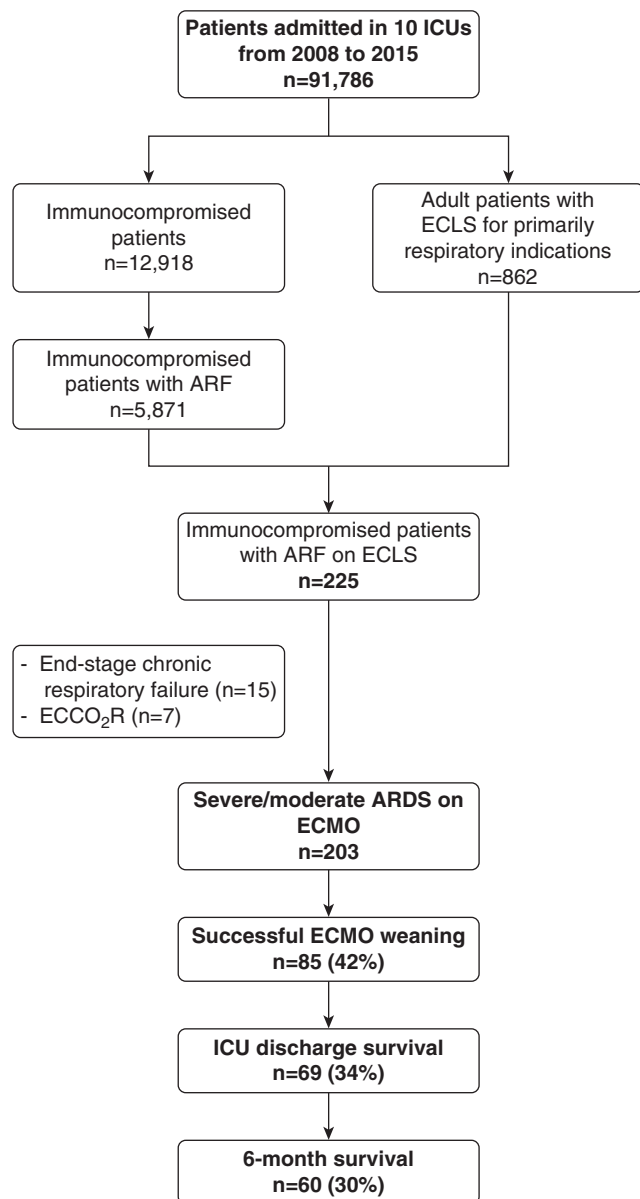 Patients admitted in 10 ICUs
from 2008 to 2015
n=91,786
Immunocompromised
patients
n=12,918
Adult patients with
ECLS for primarily
respiratory indications
n=862
Immunocompromised
patients with ARF
n=5,871
Immunocompromised patients
with ARF on ECLS
n=225
- End-stage chronic
respiratory failure (n=15)
- ECCO₂R (n=7)
Severe/moderate ARDS on
ECMO
n=203
Successful ECMO weaning
n=85 (42%)
ICU discharge survival
n=69 (34%)
6-month survival
n=60 (30%)